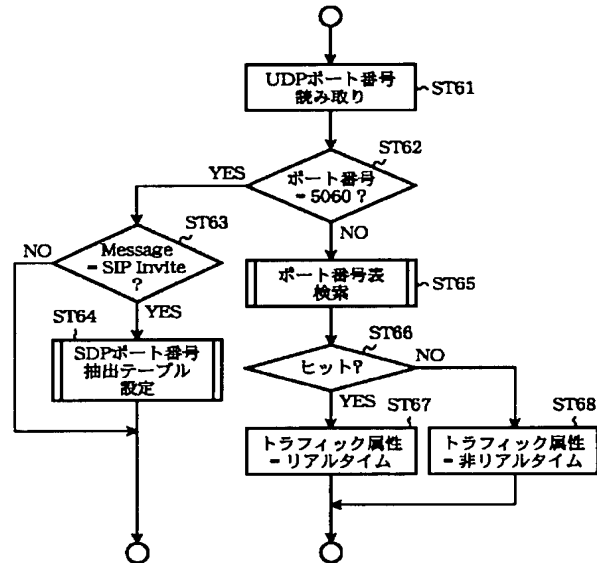 UDPポート番号
読み取り
ST61
ST62
YES
ポート番号
= 5060 ?
NO
ST63
NO
Message
= SIP Invite
?
YES
ST64
SDPポート番号
抽出テーブル
設定
ポート番号表
検索
ST65
ST66
ヒット?
NO
YES
ST67
トラフィック属性
= リアルタイム
ST68
トラフィック属性
= 非リアルタイム